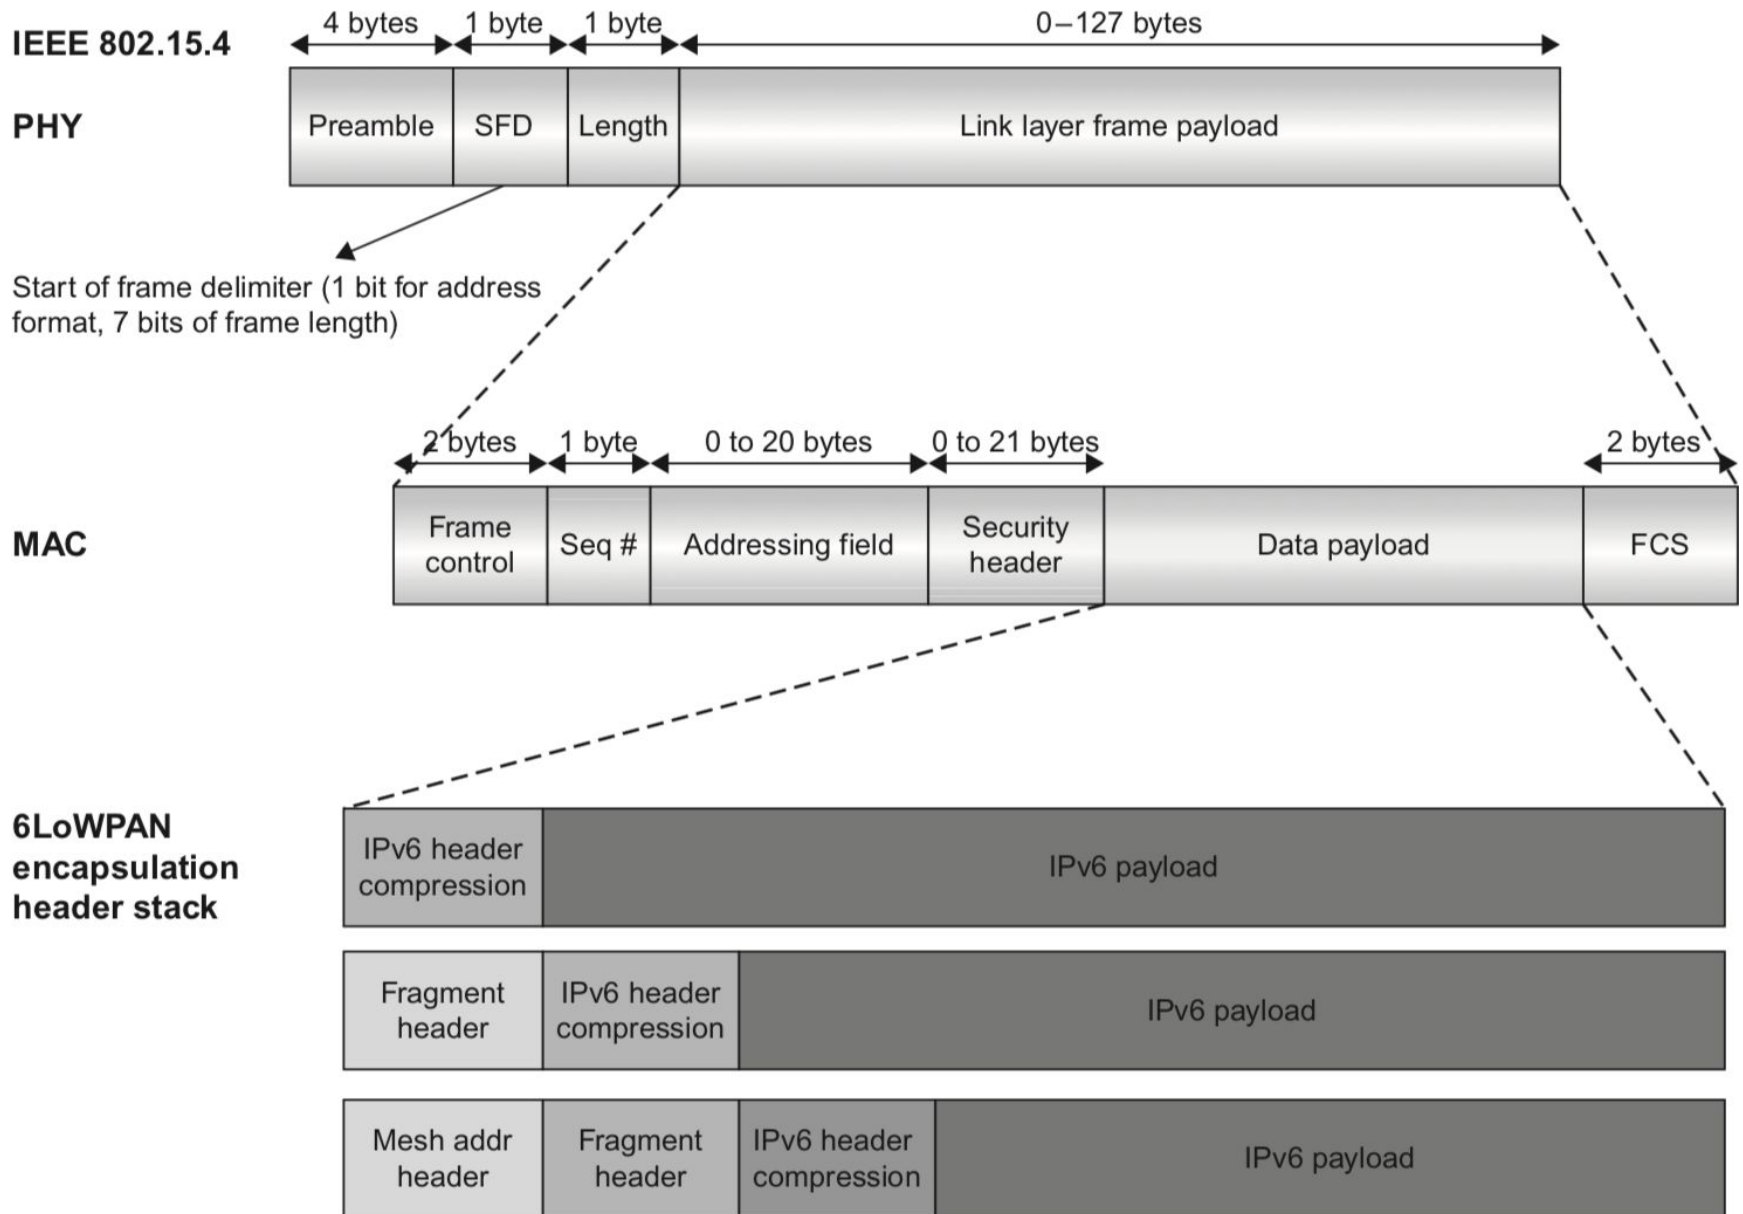 IEEE 802.15.4
4 bytes
1 byte
1 byte
0–127 bytes
PHY
Preamble
SFD
Length
Link layer frame payload
Start of frame delimiter (1 bit for address
format, 7 bits of frame length)
2 bytes
1 byte
0 to 20 bytes
0 to 21 bytes
2 bytes
MAC
Frame
control
Seq #
Addressing field
Security
header
Data payload
FCS
6LoWPAN
encapsulation
header stack
IPv6 header
compression
IPv6 payload
Fragment
header
IPv6 header
compression
IPv6 payload
Mesh addr
header
Fragment
header
IPv6 header
compression
IPv6 payload